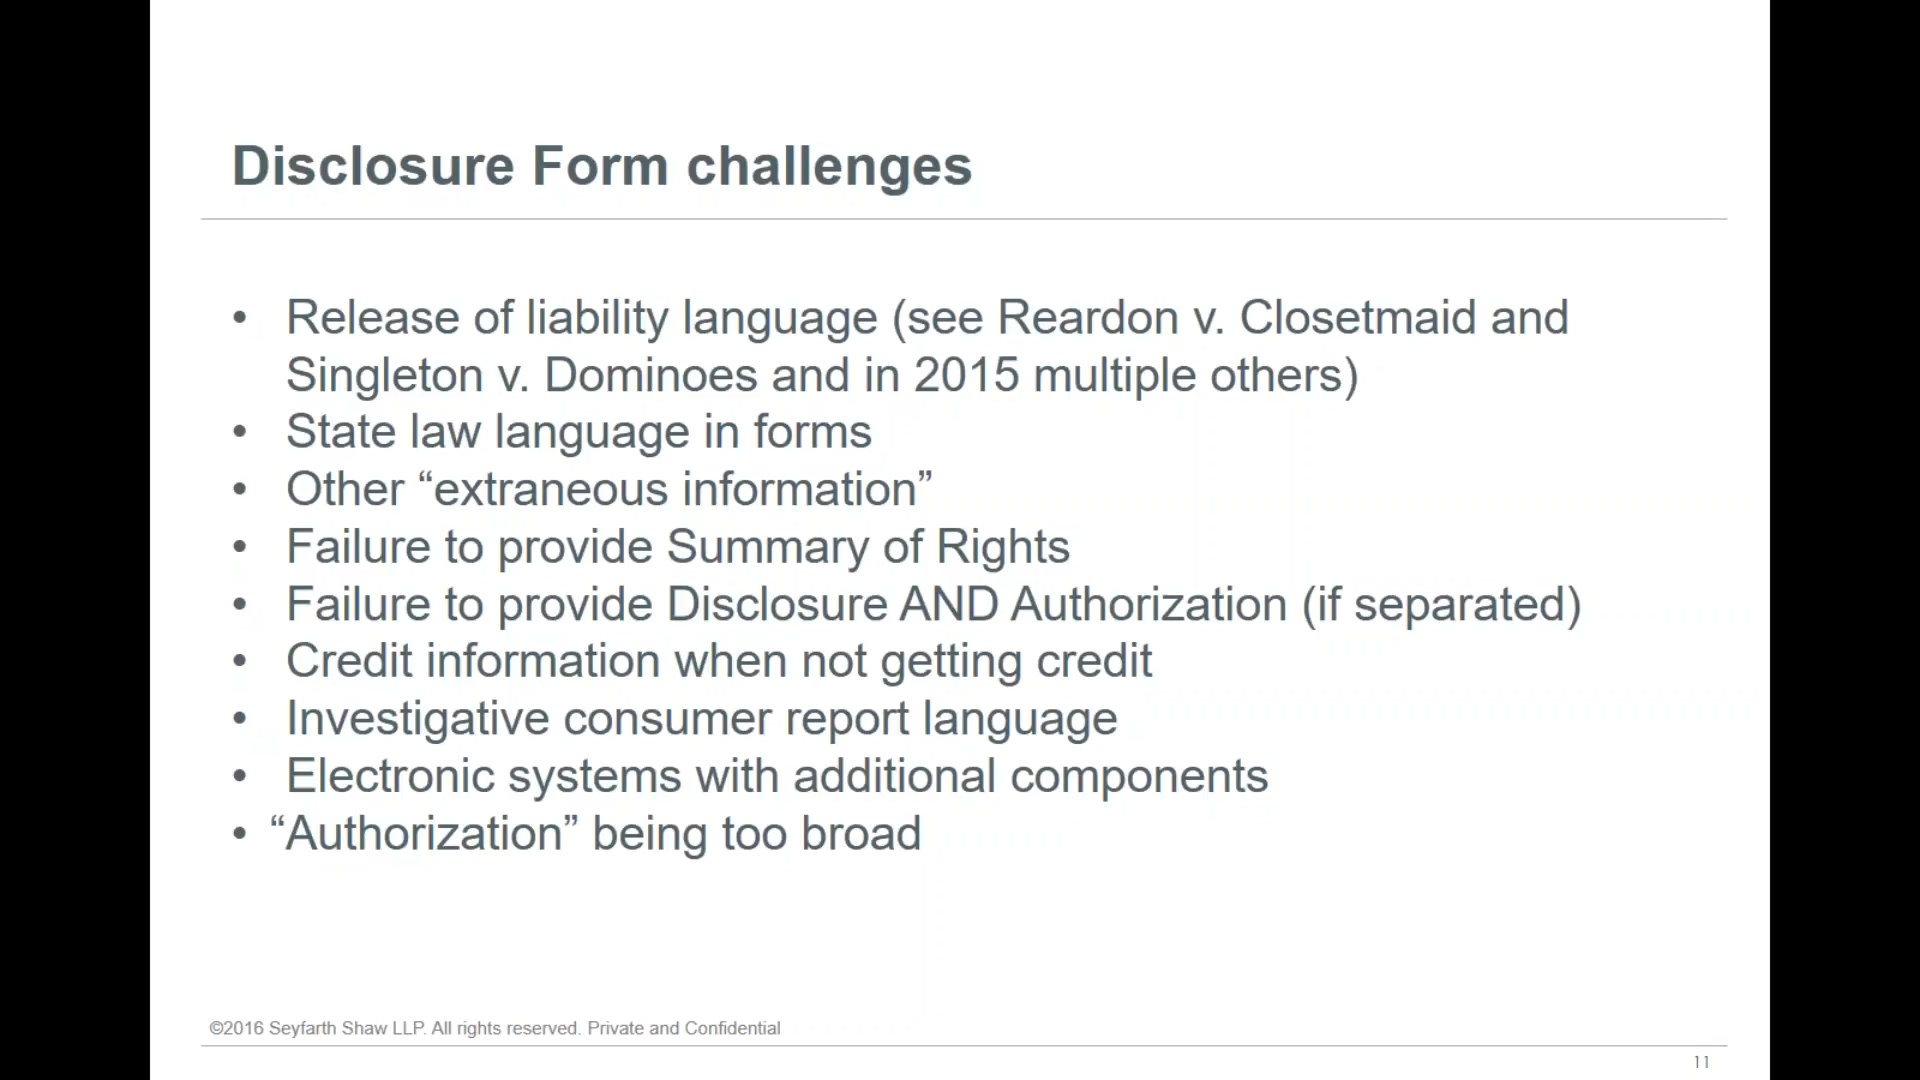 Disclosure Form challenges
• Release of liability language (see Reardon v. Closetmaid and
Singleton v. Dominoes and in 2015 multiple others)
• State law language in forms
• Other “extraneous information”
• Failure to provide Summary of Rights
• Failure to provide Disclosure AND Authorization (if separated)
• Credit information when not getting credit
• Investigative consumer report language
• Electronic systems with additional components
• “Authorization” being too broad
©2016 Seyfarth Shaw LLP. All rights reserved. Private and Confidential
11